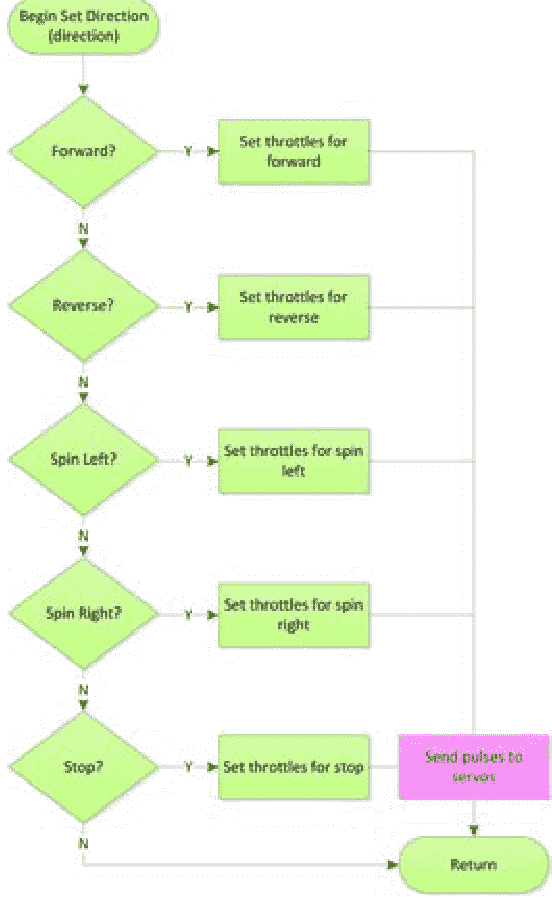 Begin Set Direction
(direction)
Forward?
Y
Set throttles for
forward
N
Reverse?
Y
Set throttles for
reverse
N
Spin Left?
Y
Set throttles for spin
left
N
Spin Right?
Y
Set throttles for spin
right
N
Stop?
Y
Set throttles for stop
Send pulses to
servos
N
Return